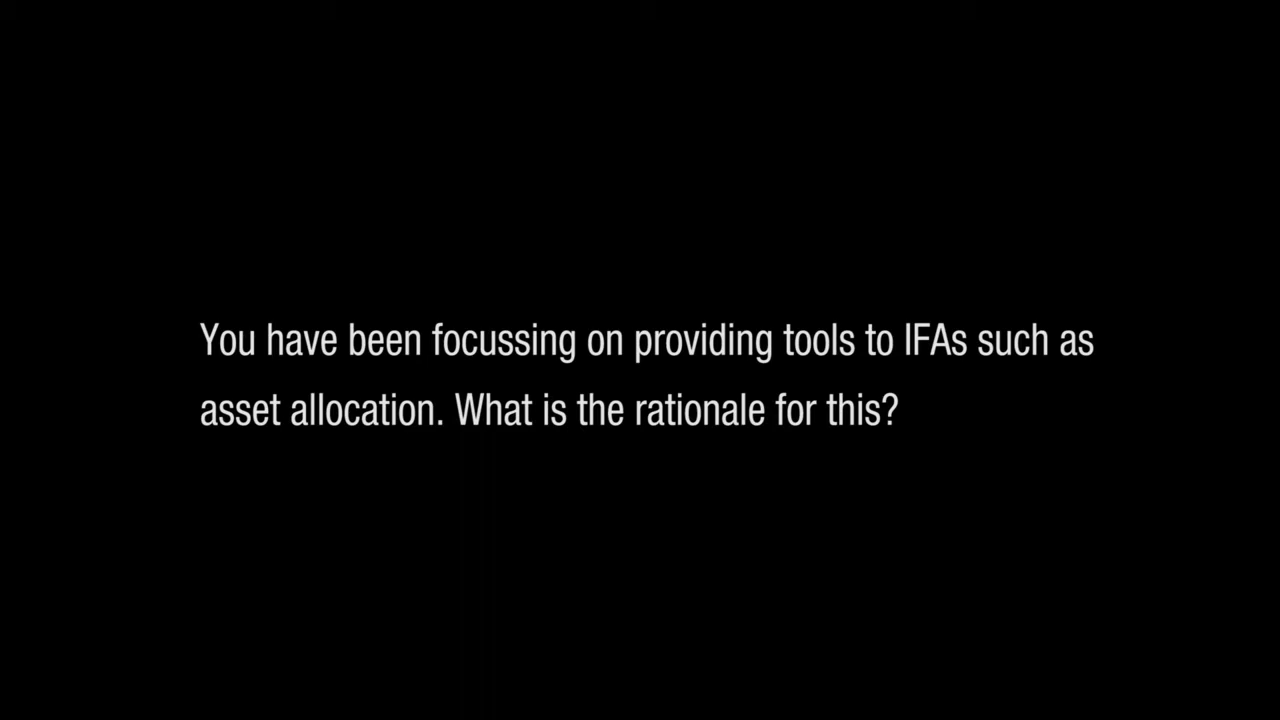 You have been focussing on providing tools to IFAs such as
asset allocation. What is the rationale for this?